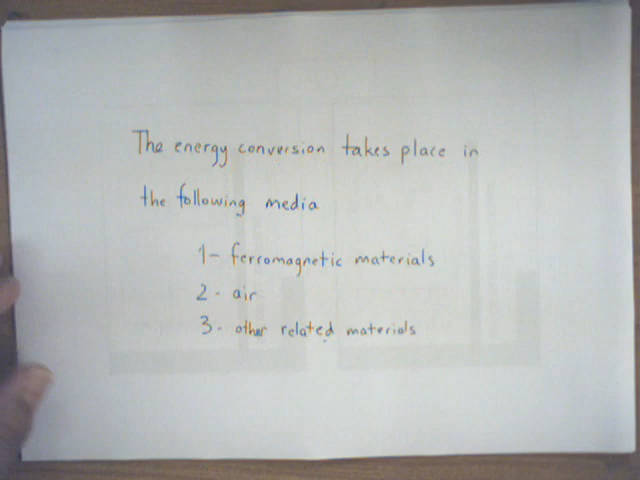 The energy conversion takes place in
the following media
1- ferromagnetic materials
2- air
3- other related materials